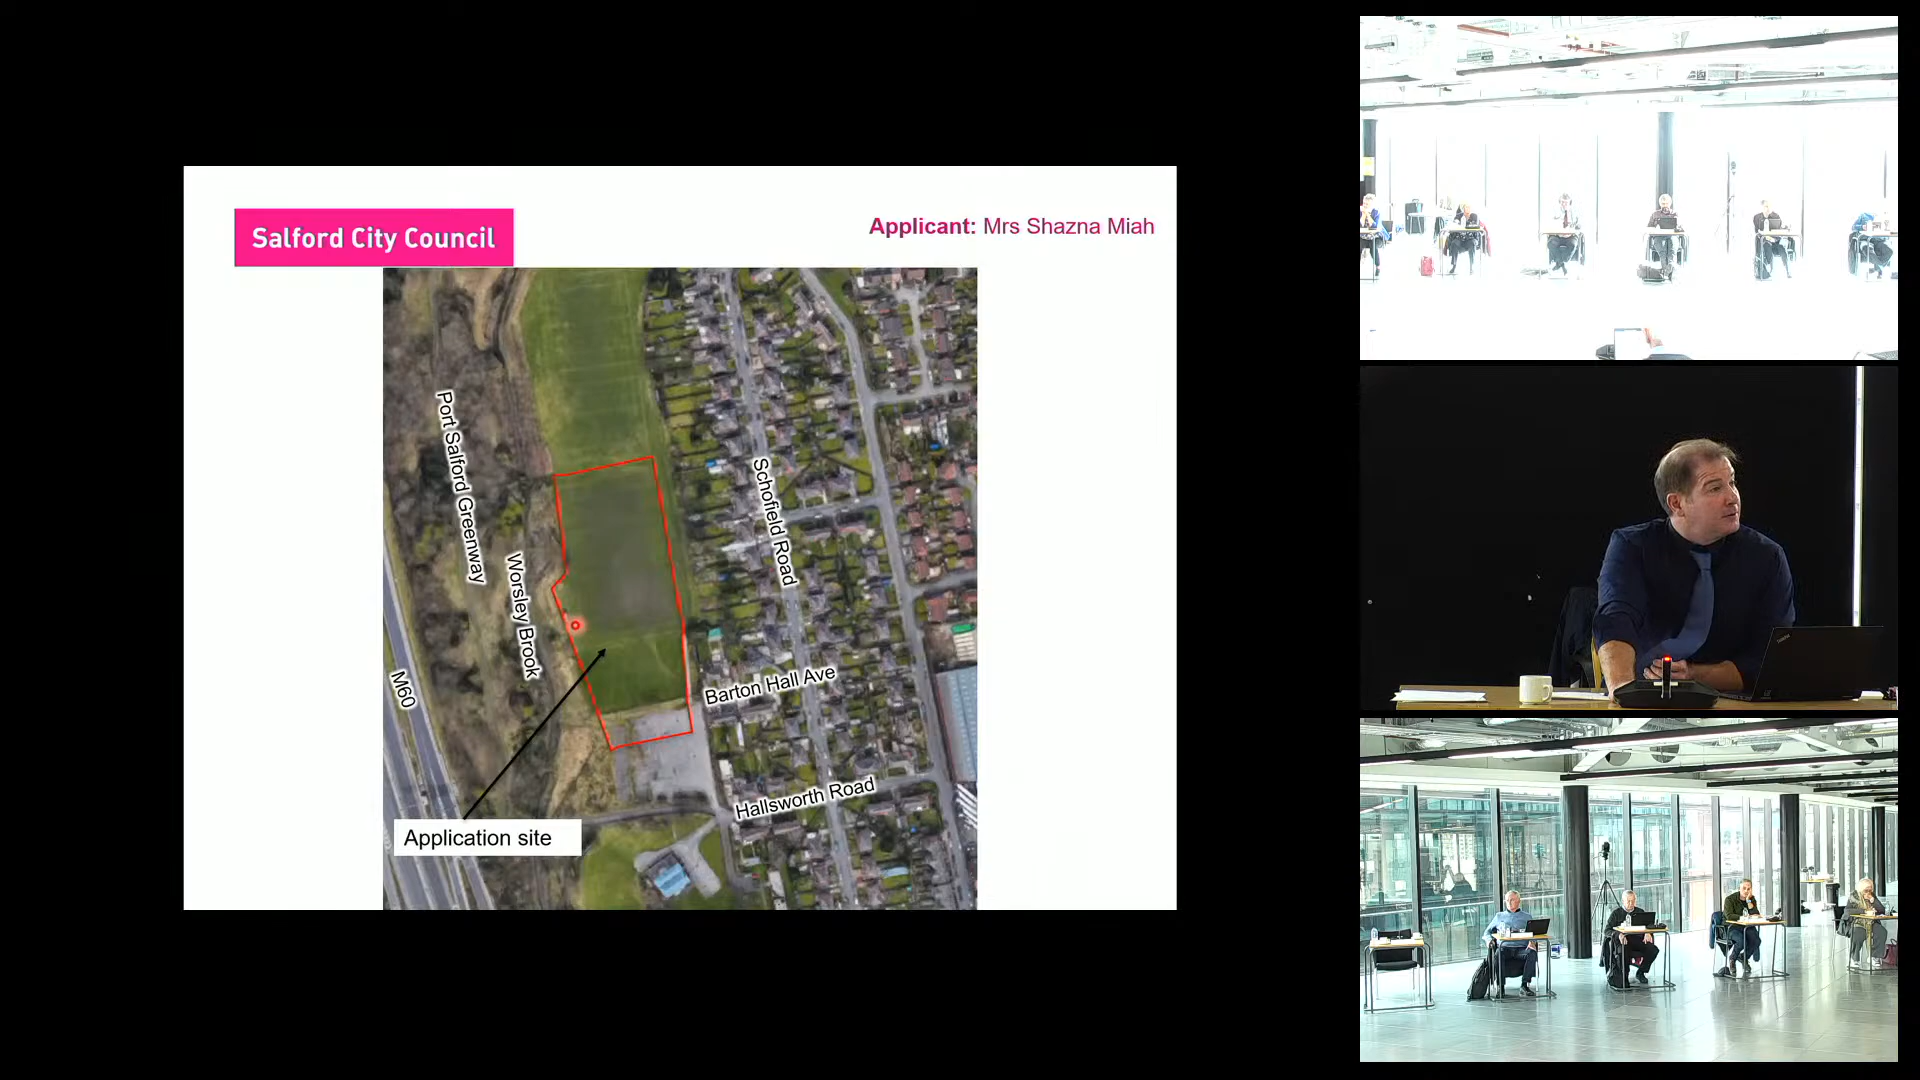 Salford City Council
Applicant: Mrs Shazna Miah
Port Salford Greenway
Worsley Brook
Schofield Road
M60
Barton Hall Ave
Hallsworth Road
Application site